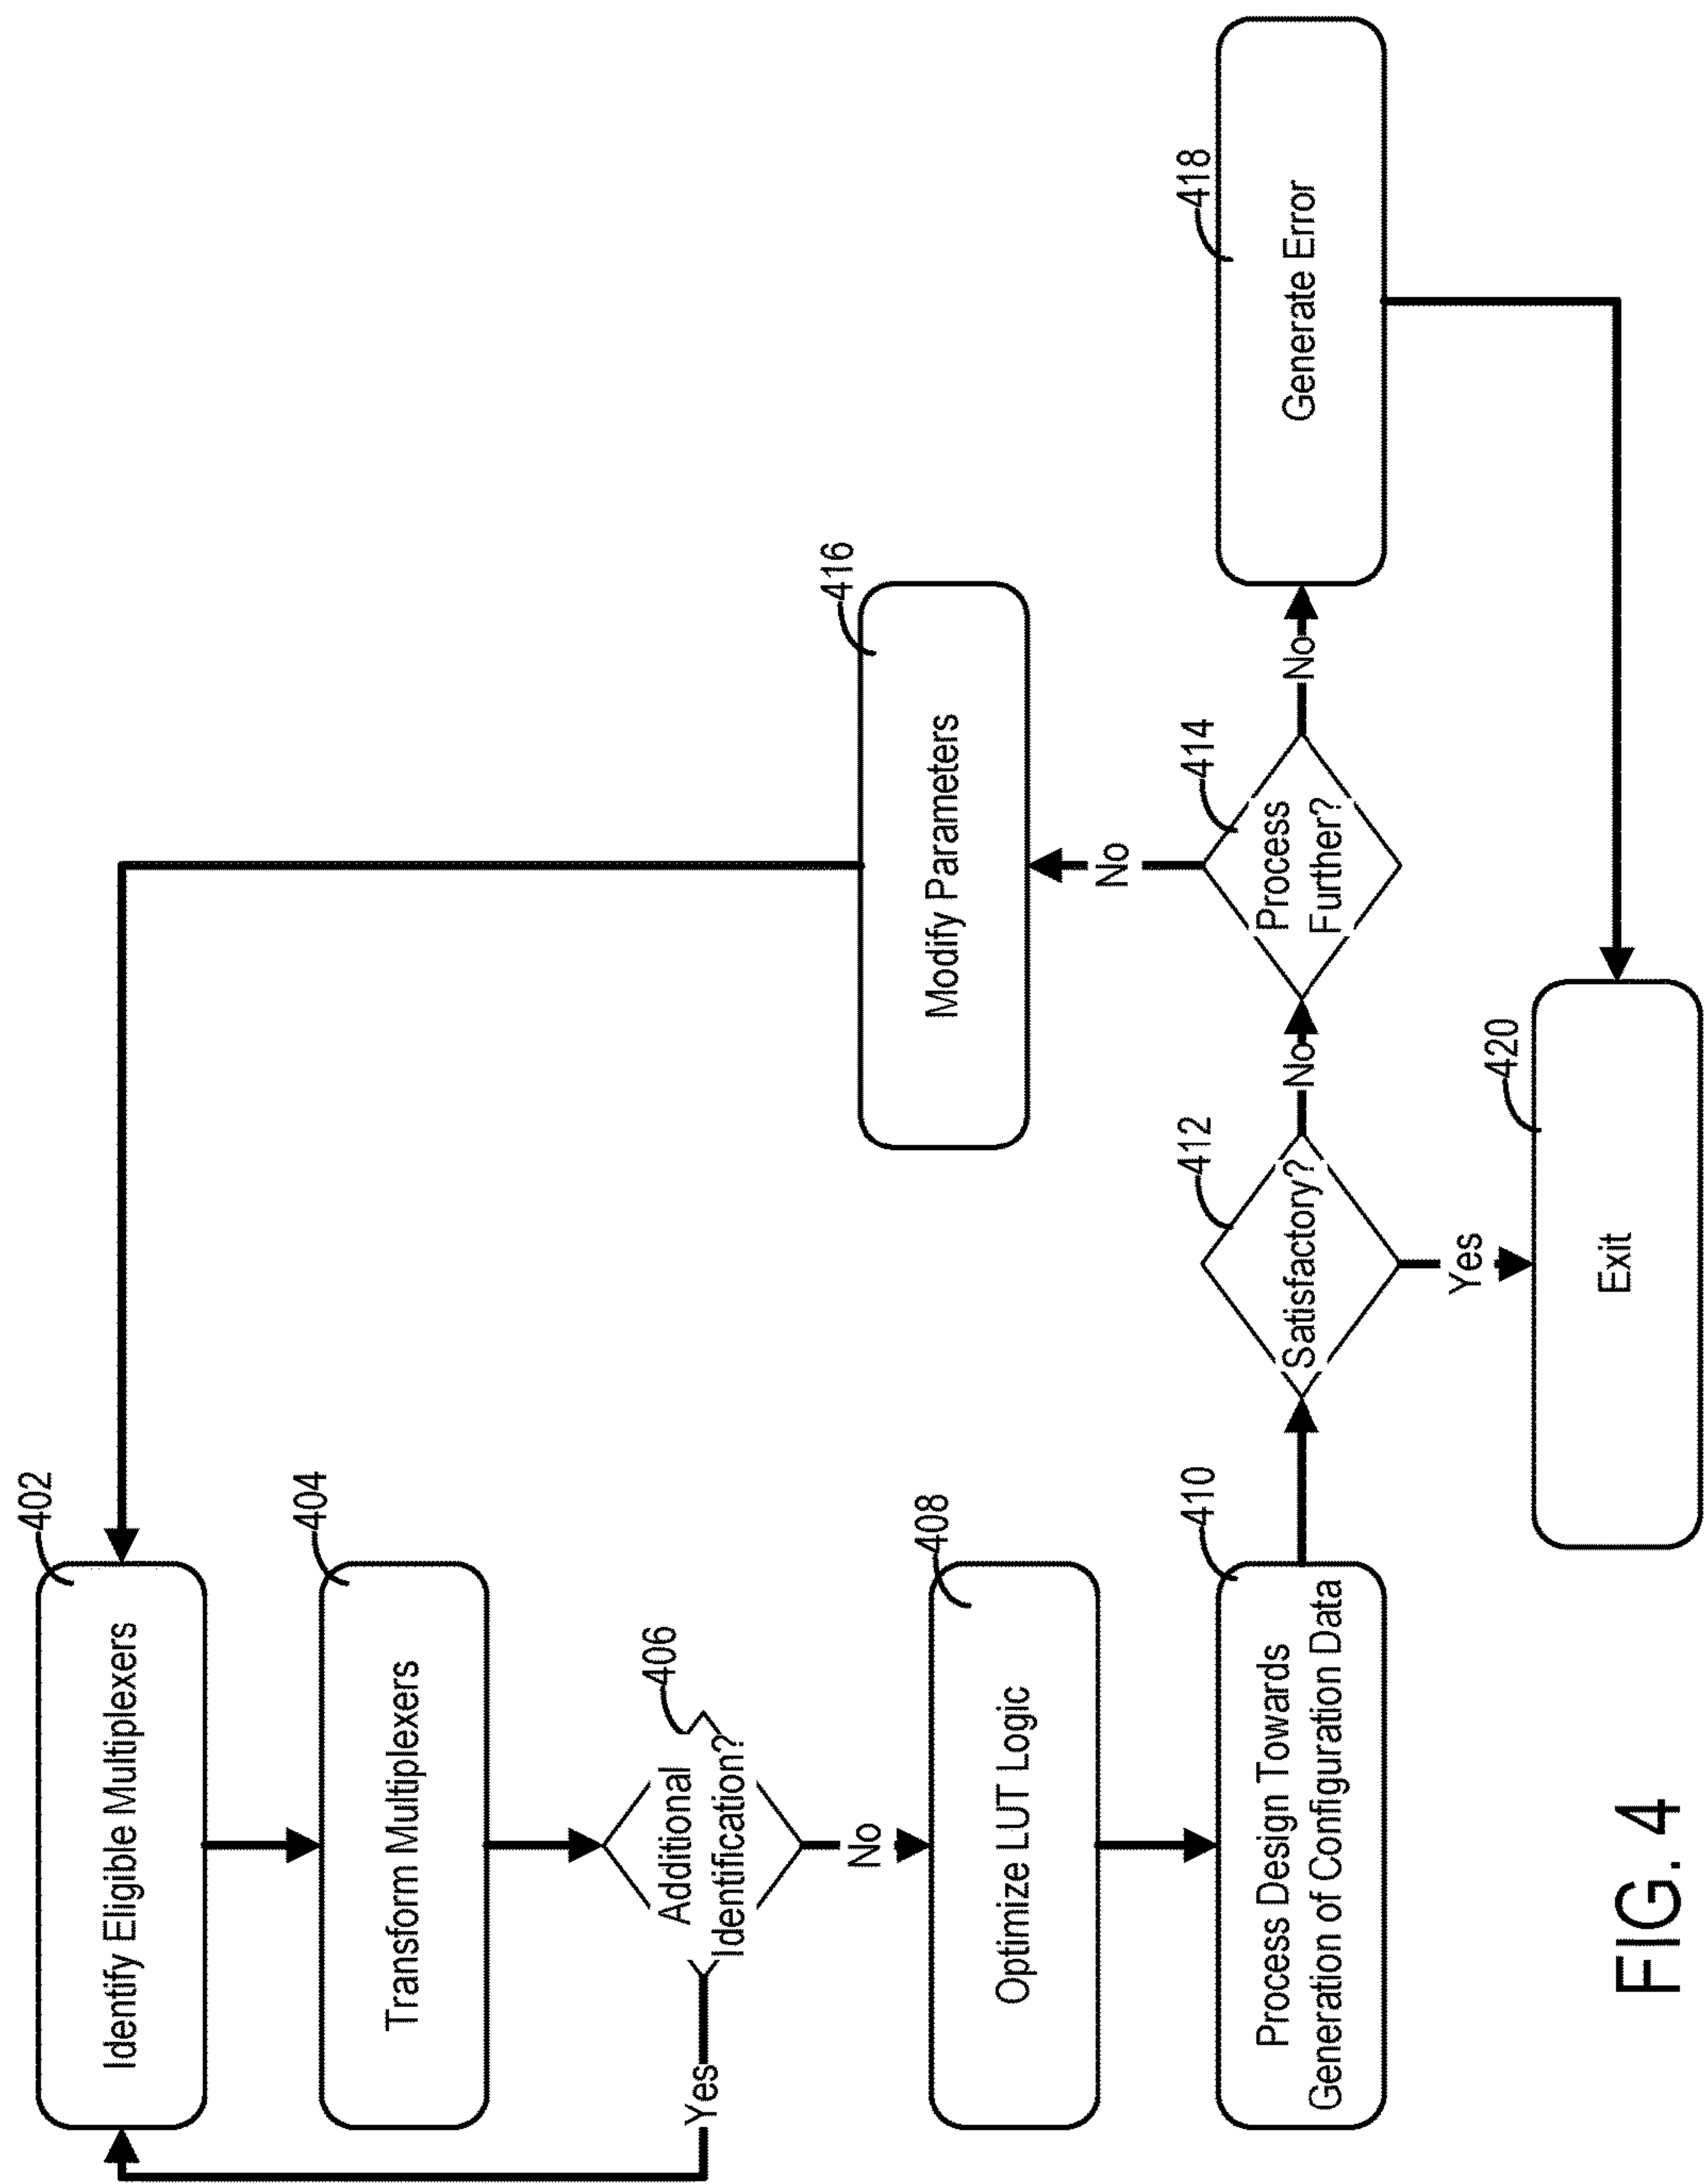 402
Identify Eligible Multiplexers
404
Transform Multiplexers
406
Additional
Identification?
Yes
No
408
Optimize LUT Logic
410
Process Design Towards
Generation of Configuration Data
412
Satisfactory?
Yes
No
414
Process
Further?
No
No
416
Modify Parameters
418
Generate Error
420
Exit
FIG. 4